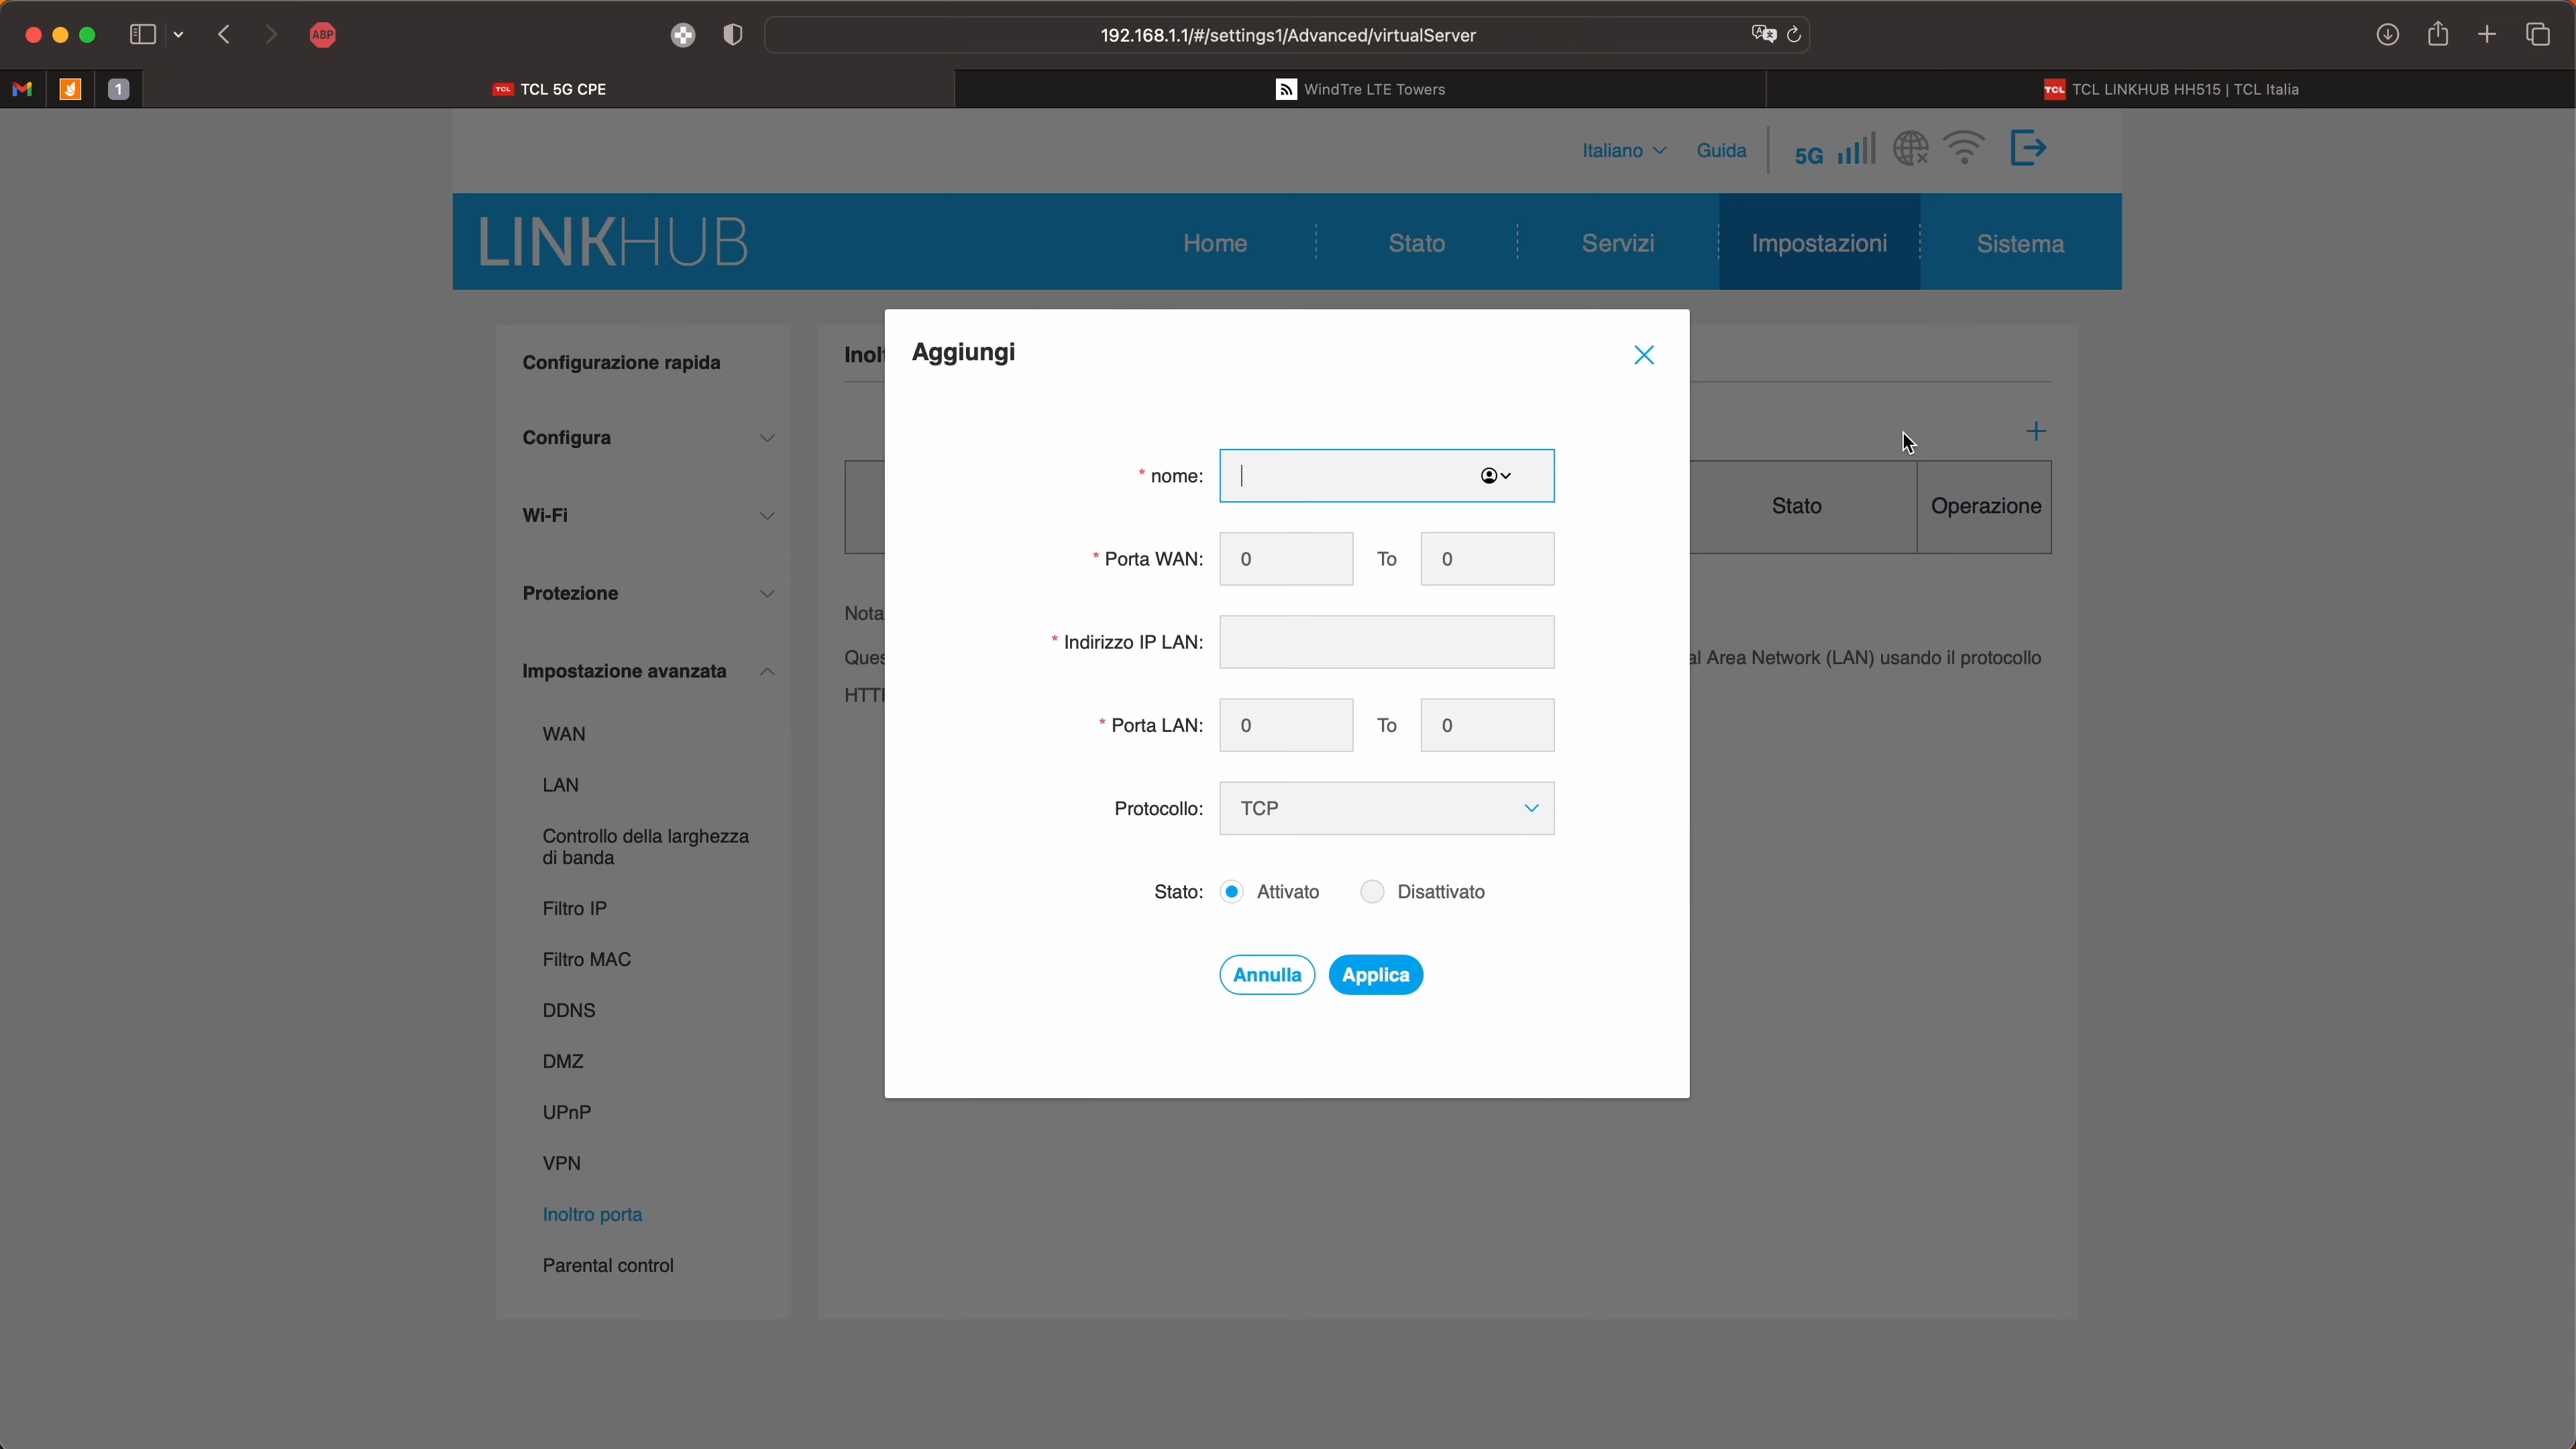 ABP
192.168.1.1/#/settings1/Advanced/virtualServer
1
TCL TCL 5G CPE
WindTre LTE Towers
TCL TCL LINKHUB HH515 | TCL Italia
Italiano
Guida
5G
LINKHUB
Home
Stato
Servizi
Impostazioni
Sistema
Configurazione rapida
Configura
Wi-Fi
Protezione
Impostazione avanzata
WAN
LAN
Controllo della larghezza
di banda
Filtro IP
Filtro MAC
DDNS
DMZ
UPnP
VPN
Inoltro porta
Parental control
Aggiungi
* nome:
* Porta WAN: 0 To 0
* Indirizzo IP LAN:
* Porta LAN: 0 To 0
Protocollo: TCP
Stato: Attivato Disattivato
Annulla Applica
Stato
Operazione
Nota
al Area Network (LAN) usando il protocollo